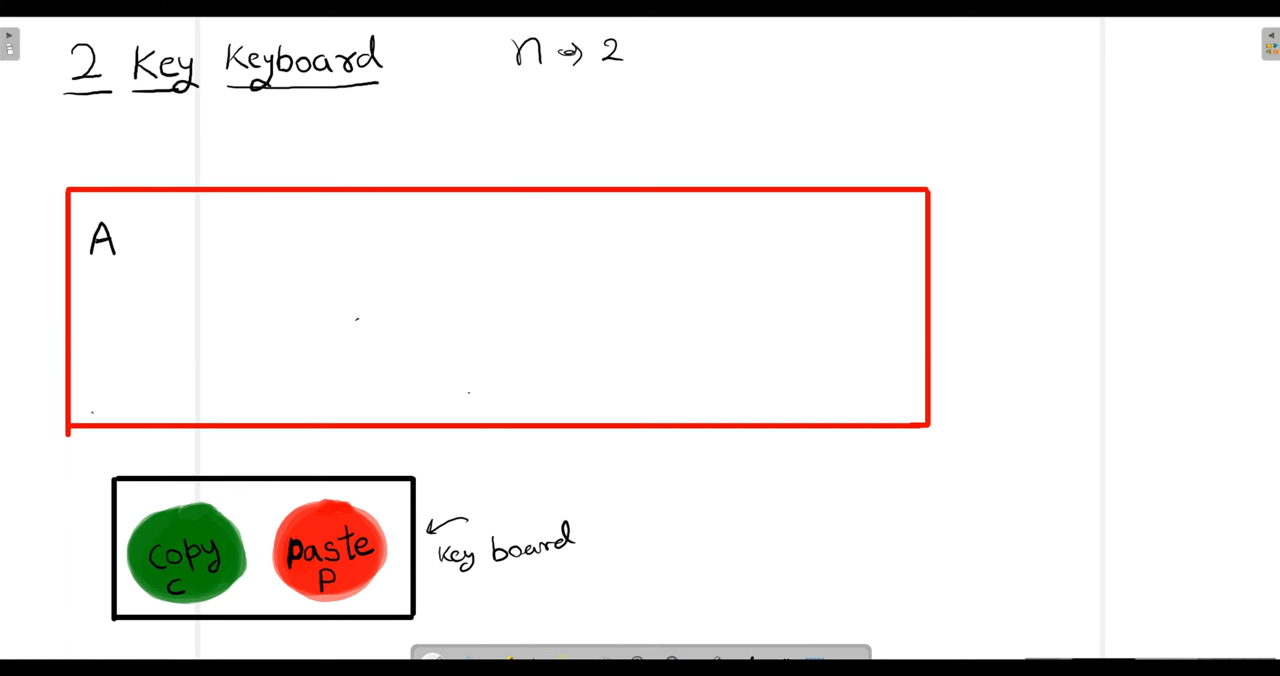 2 Key Keyboard
n ⇒ 2
A
Copy
C
Paste
P
Key board